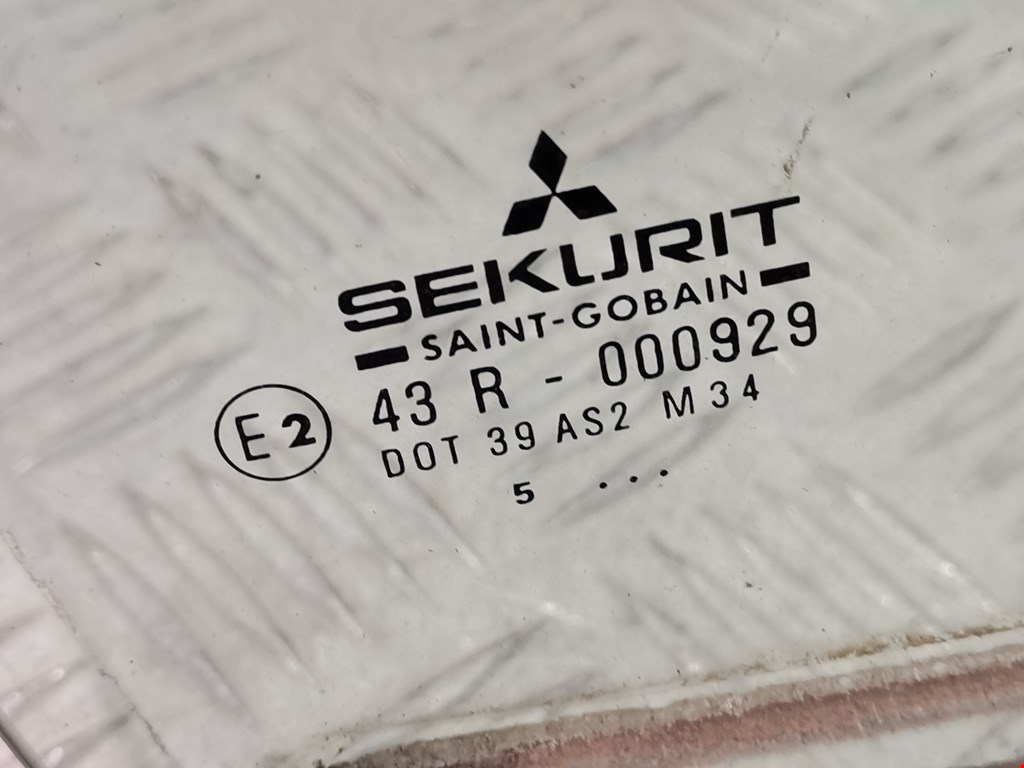 SEKURIT
SAINT-GOBAIN
E2
43 R - 000929
DOT 39 AS2 M34
5 ...